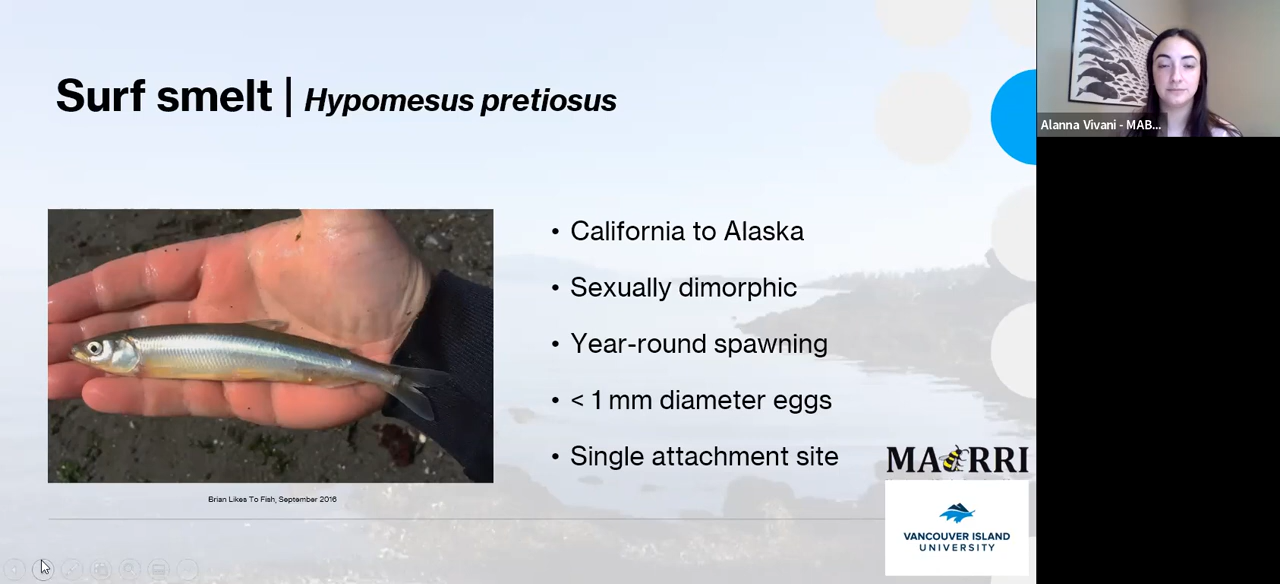 Surf smelt | Hypomesus pretiosus
• California to Alaska
• Sexually dimorphic
• Year-round spawning
• < 1 mm diameter eggs
• Single attachment site
Brian Likes To Fish, September 2016
MABRRI
VANCOUVER ISLAND
UNIVERSITY
Alanna Vivani - MAB...